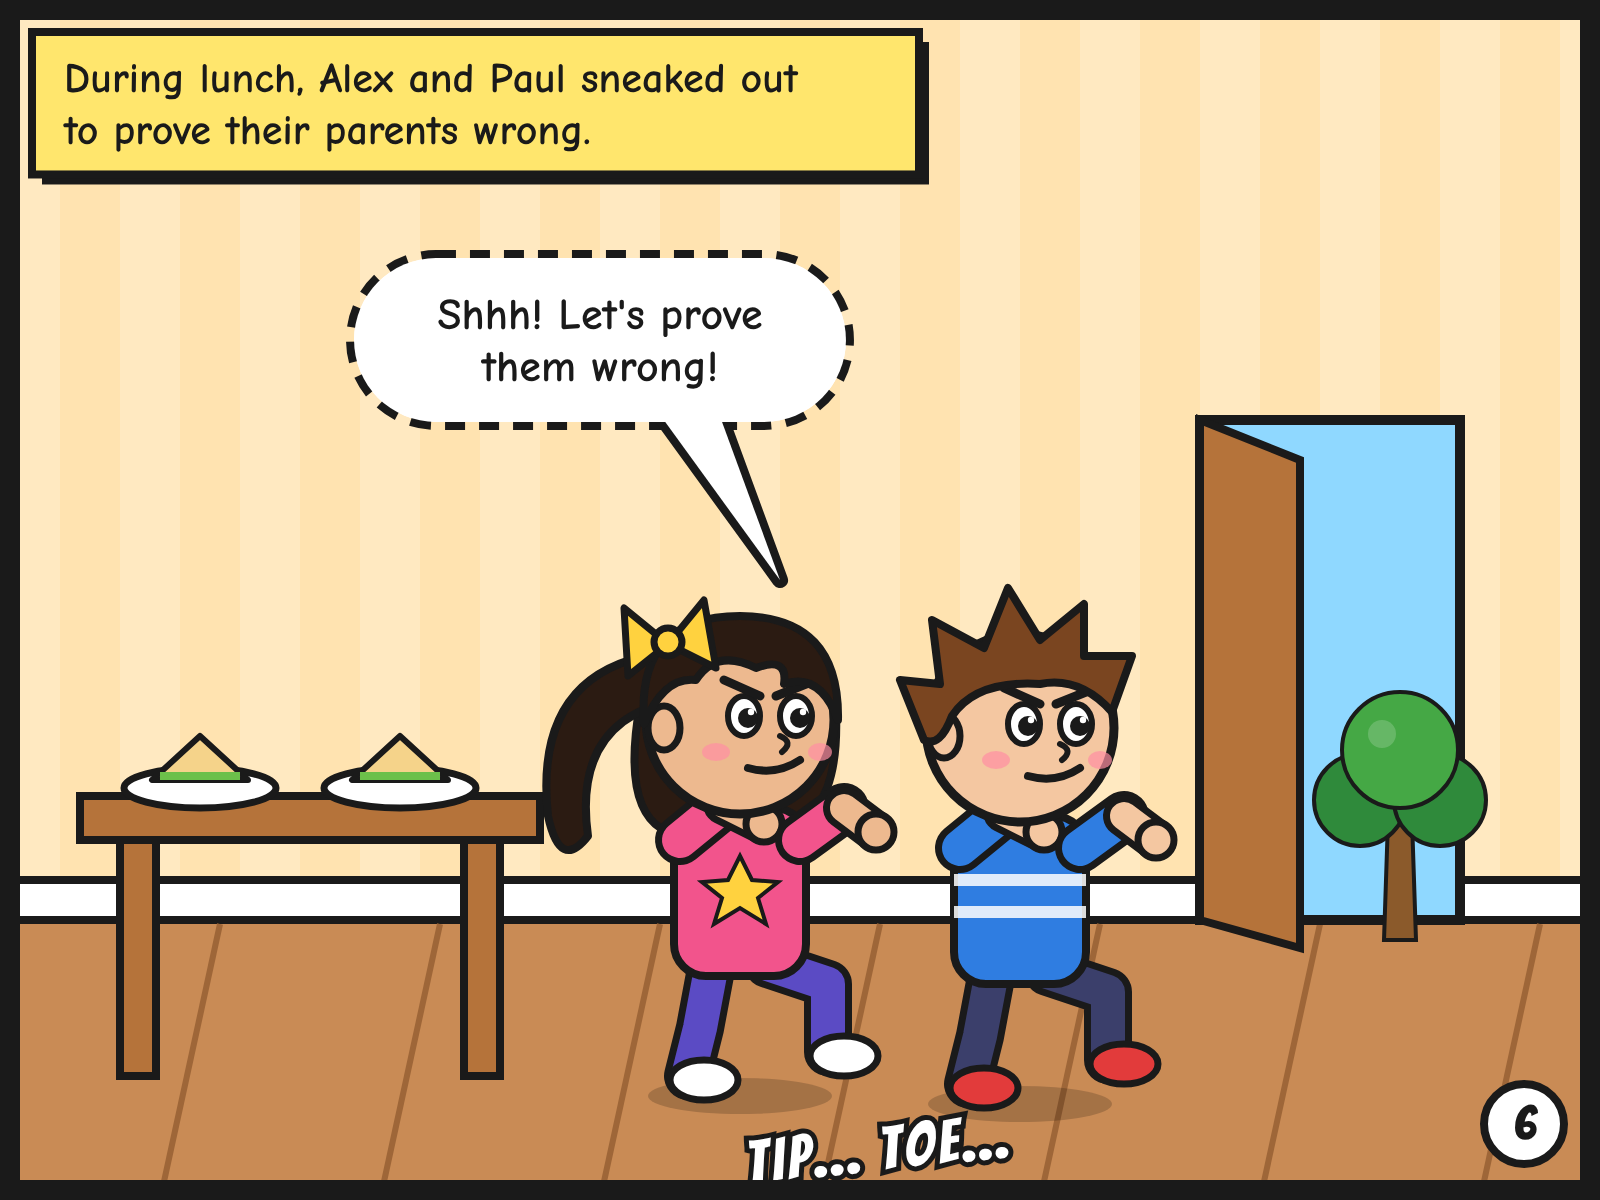 During lunch, Alex and Paul sneaked out
to prove their parents wrong.
Shhh! Let's prove
them wrong!
TIP... TOE...
6